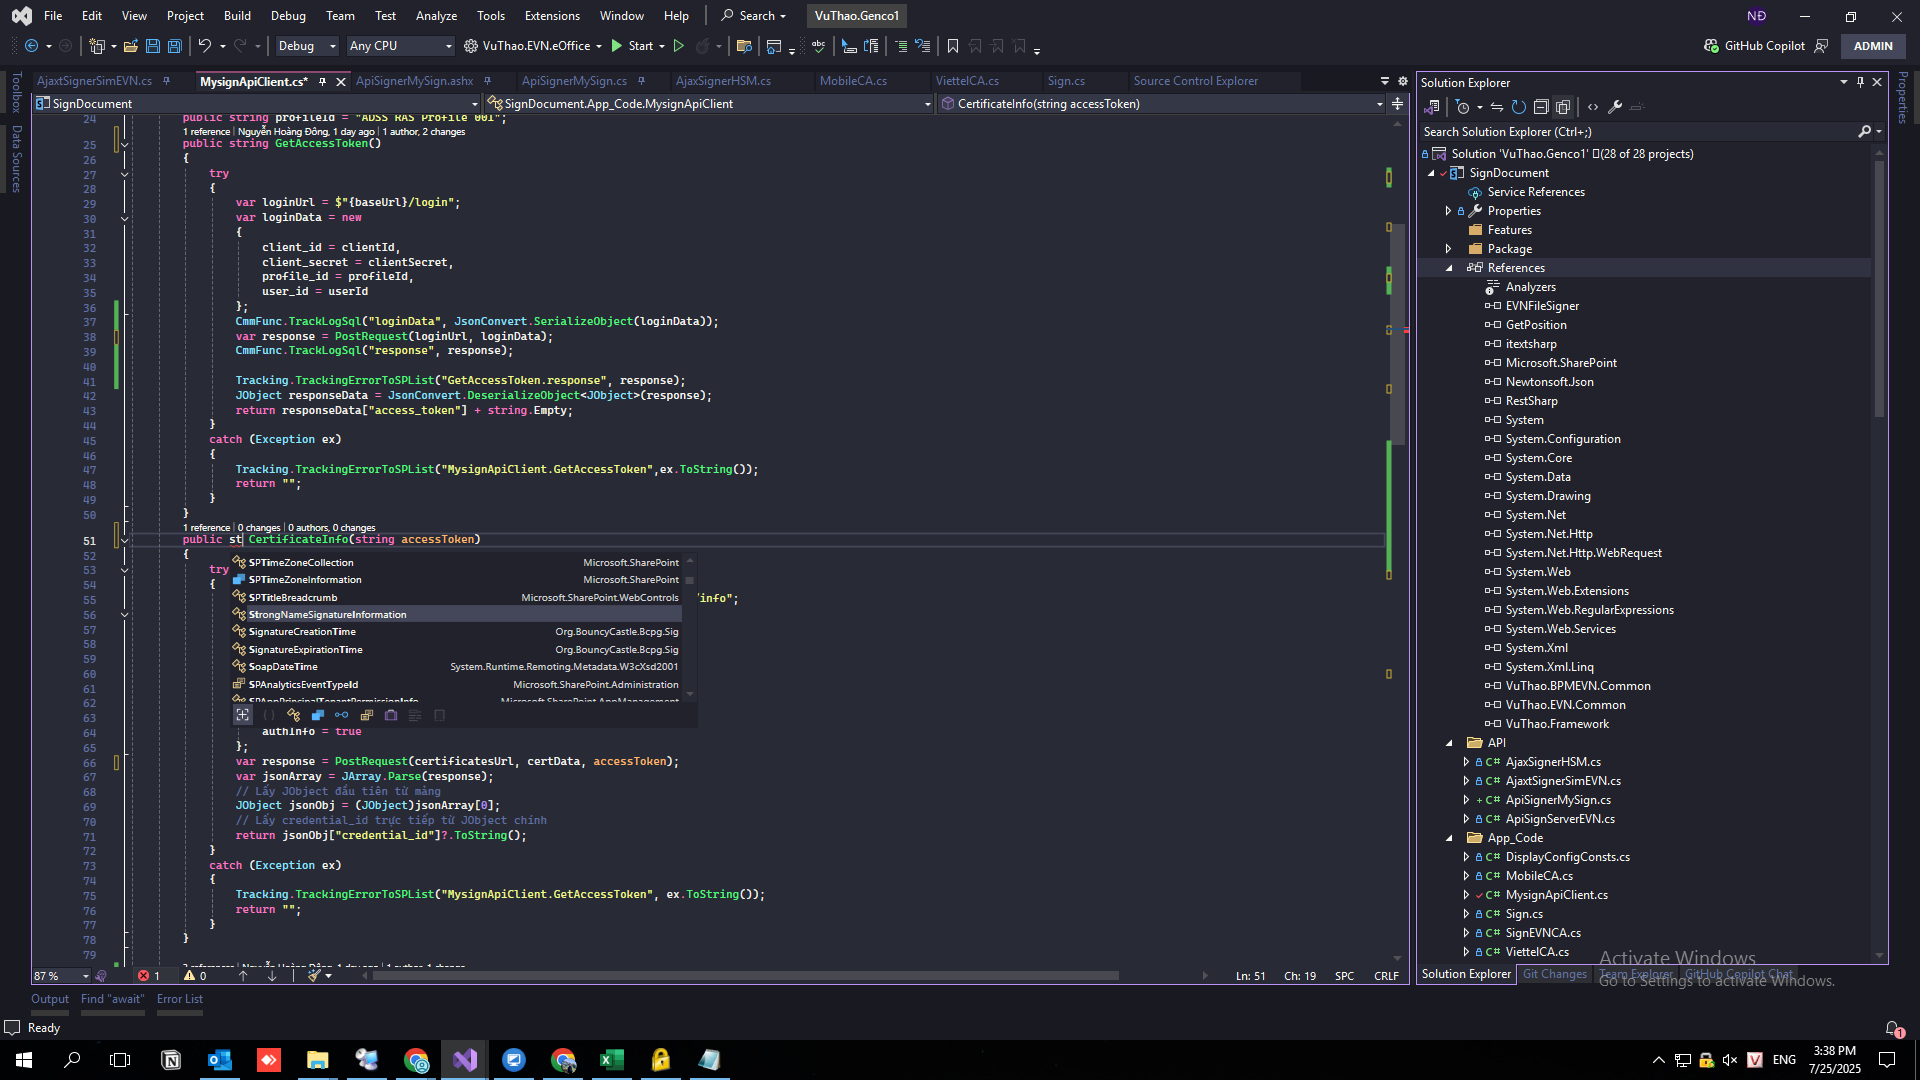 File Edit View Project Build Debug Team Test Analyze Tools Extensions Window Help Search VuThao.Genco1 NĐ
Debug Any CPU VuThao.EVN.eOffice Start GitHub Copilot ADMIN
AjaxtSignerSimEVN.cs MysignApiClient.cs* ApiSignerMySign.ashx ApiSignerMySign.cs AjaxSignerHSM.cs MobileCA.cs ViettelCA.cs Sign.cs Source Control Explorer
SignDocument SignDocument.App_Code.MysignApiClient CertificateInfo(string accessToken)
Toolbox
Data Sources
24 public string profileId = "ADSS RAS Profile 001";
1 reference | Nguyễn Hoàng Đông, 1 day ago | 1 author, 2 changes
25 public string GetAccessToken()
26 {
27 try
28 {
29 var loginUrl = $"{baseUrl}/login";
30 var loginData = new
31 {
32 client_id = clientId,
33 client_secret = clientSecret,
34 profile_id = profileId,
35 user_id = userId
36 };
37 CmmFunc.TrackLogSql("loginData", JsonConvert.SerializeObject(loginData));
38 var response = PostRequest(loginUrl, loginData);
39 CmmFunc.TrackLogSql("response", response);
40
41 Tracking.TrackingErrorToSPList("GetAccessToken.response", response);
42 JObject responseData = JsonConvert.DeserializeObject<JObject>(response);
43 return responseData["access_token"] + string.Empty;
44 }
45 catch (Exception ex)
46 {
47 Tracking.TrackingErrorToSPList("MysignApiClient.GetAccessToken",ex.ToString());
48 return "";
49 }
50 }
1 reference | 0 changes | 0 authors, 0 changes
51 public st CertificateInfo(string accessToken)
52 {
53 try
54 {
55 /info";
56
57
58
59
60
61
62
63
64 authInfo = true
65 };
66 var response = PostRequest(certificatesUrl, certData, accessToken);
67 var jsonArray = JArray.Parse(response);
68 // Lấy JObject đầu tiên từ mảng
69 JObject jsonObj = (JObject)jsonArray[0];
70 // Lấy credential_id trực tiếp từ JObject chính
71 return jsonObj["credential_id"]?.ToString();
72 }
73 catch (Exception ex)
74 {
75 Tracking.TrackingErrorToSPList("MysignApiClient.GetAccessToken", ex.ToString());
76 return "";
77 }
78 }
79
SPTimeZoneCollection Microsoft.SharePoint
SPTimeZoneInformation Microsoft.SharePoint
SPTitleBreadcrumb Microsoft.SharePoint.WebControls
StrongNameSignatureInformation
SignatureCreationTime Org.BouncyCastle.Bcpg.Sig
SignatureExpirationTime Org.BouncyCastle.Bcpg.Sig
SoapDateTime System.Runtime.Remoting.Metadata.W3cXsd2001
SPAnalyticsEventTypeId Microsoft.SharePoint.Administration
SPAppPrincipalTenantPermissionInfo Microsoft.SharePoint.AppManagement
87 % 1 0 Ln: 51 Ch: 19 SPC CRLF
Output Find "await" Error List
Ready
Solution Explorer
Search Solution Explorer (Ctrl+;)
Solution 'VuThao.Genco1' (28 of 28 projects)
SignDocument
Service References
Properties
Features
Package
References
Analyzers
EVNFileSigner
GetPosition
itextsharp
Microsoft.SharePoint
Newtonsoft.Json
RestSharp
System
System.Configuration
System.Core
System.Data
System.Drawing
System.Net
System.Net.Http
System.Net.Http.WebRequest
System.Web
System.Web.Extensions
System.Web.RegularExpressions
System.Web.Services
System.Xml
System.Xml.Linq
VuThao.BPMEVN.Common
VuThao.EVN.Common
VuThao.Framework
API
C# AjaxSignerHSM.cs
C# AjaxtSignerSimEVN.cs
C# ApiSignerMySign.cs
C# ApiSignServerEVN.cs
App_Code
C# DisplayConfigConsts.cs
C# MobileCA.cs
C# MysignApiClient.cs
C# Sign.cs
C# SignEVNCA.cs
C# ViettelCA.cs
Solution Explorer Git Changes Team Explorer GitHub Copilot Chat
Properties
Activate Windows
Go to Settings to activate Windows.
1
ENG
3:38 PM
7/25/2025